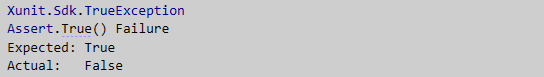 Xunit.Sdk.TrueException
Assert.True() Failure
Expected: True
Actual:   False